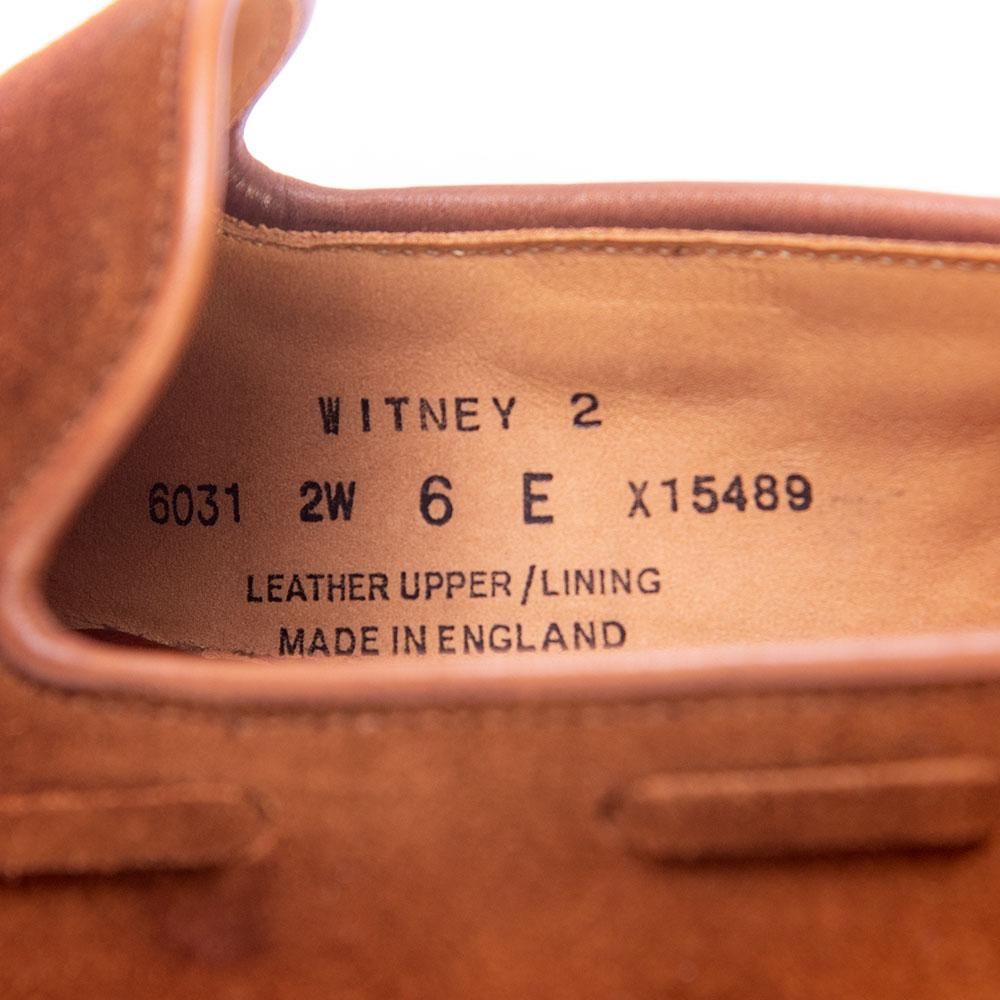 WITNEY 2
6031 2W 6 E X15489
LEATHER UPPER/LINING
MADE IN ENGLAND